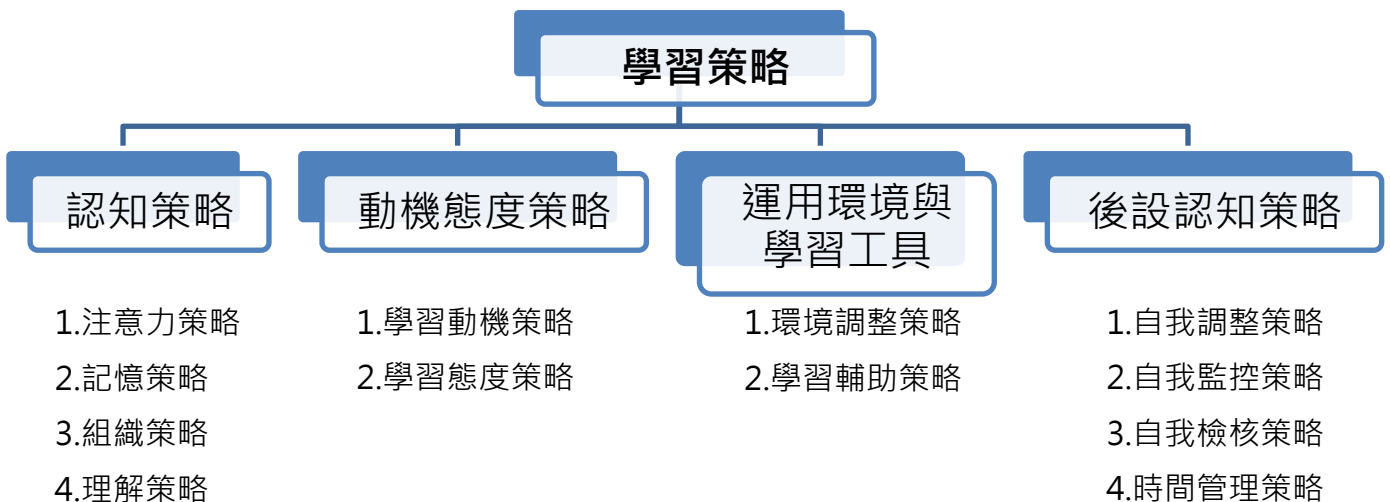 學習策略
認知策略
1.注意力策略
2.記憶策略
3.組織策略
4.理解策略
動機態度策略
1.學習動機策略
2.學習態度策略
運用環境與
學習工具
1.環境調整策略
2.學習輔助策略
後設認知策略
1.自我調整策略
2.自我監控策略
3.自我檢核策略
4.時間管理策略